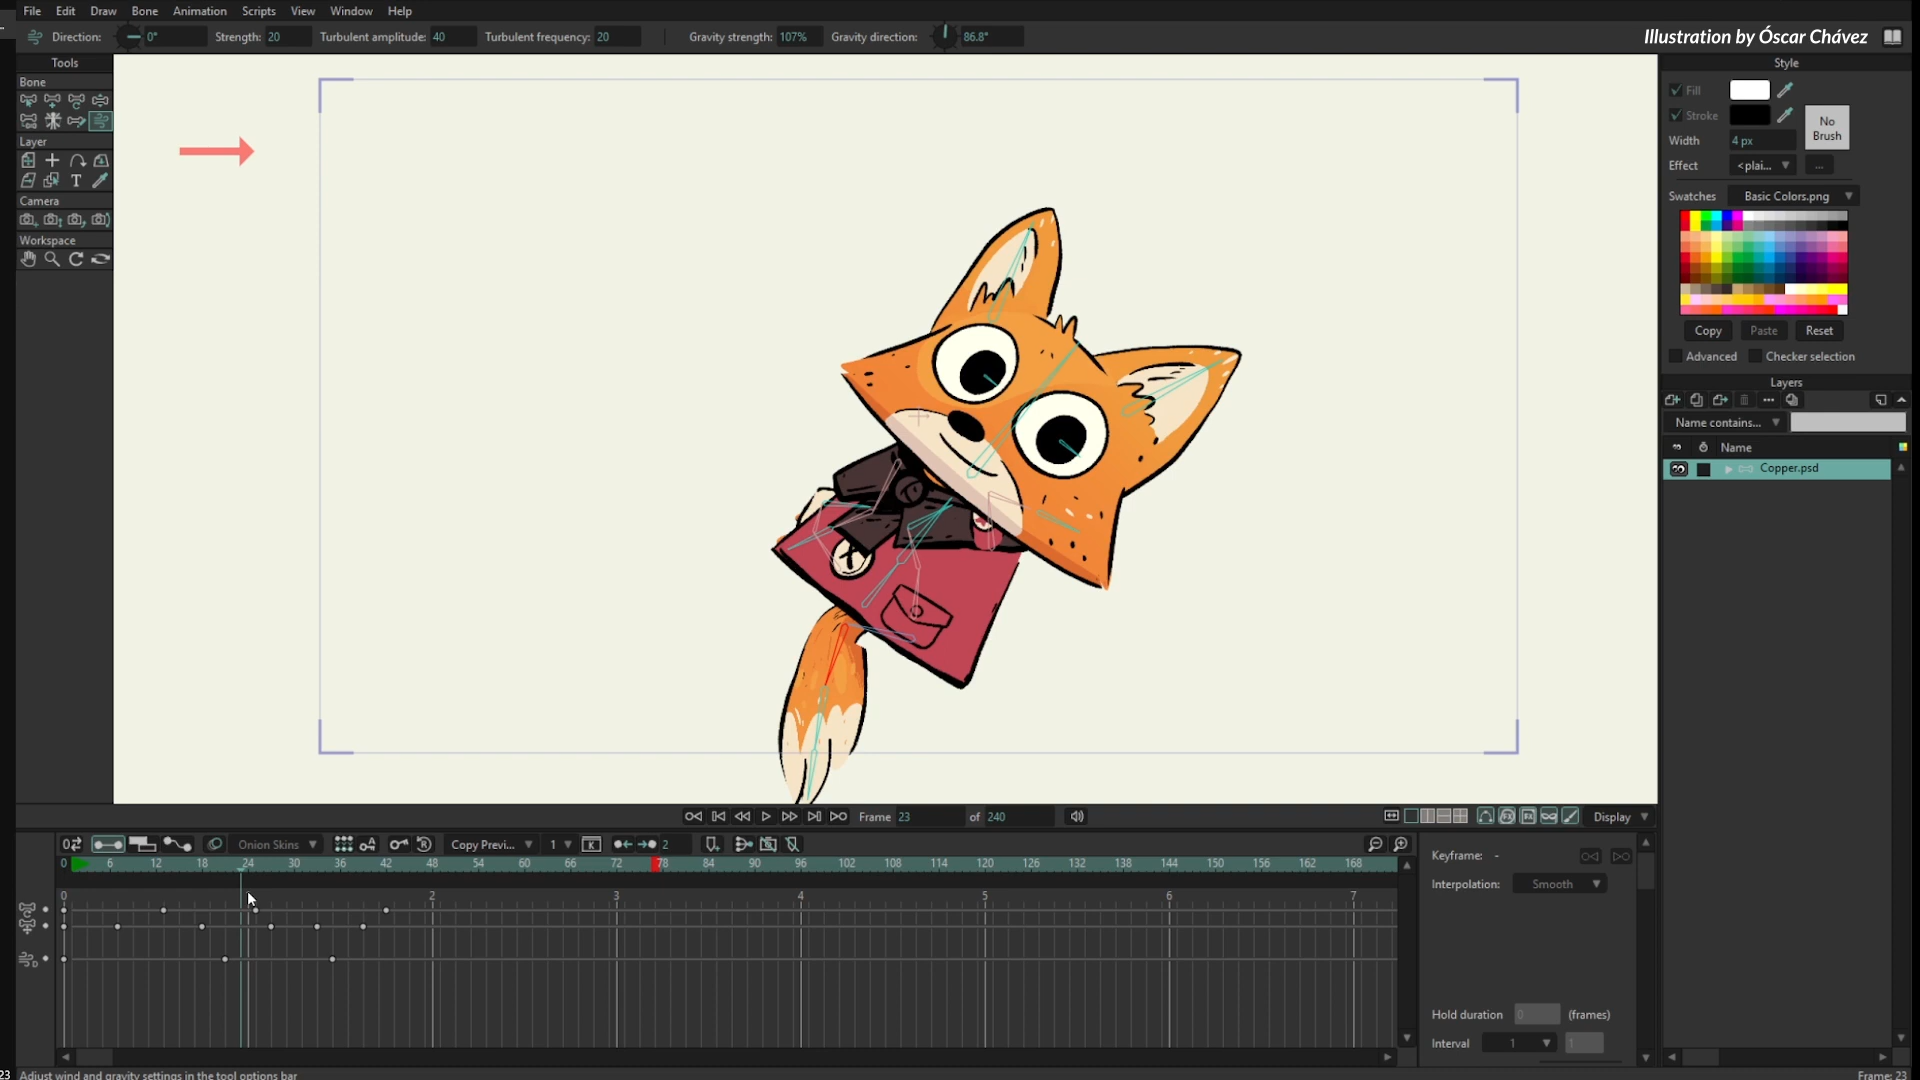 File Edit Draw Bone Animation Scripts View Window Help
Direction: 0° Strength: 20 Turbulent amplitude: 40 Turbulent frequency: 20 Gravity strength: 107% Gravity direction: 86.8°
Illustration by Óscar Chávez
Tools
Bone
Layer
T
Camera
Workspace
Style
Fill
Stroke
No
Brush
Width 4 px
Effect <plai... ...
Swatches Basic Colors.png
Copy Paste Reset
Advanced Checker selection
Layers
Name contains...
Name
Copper.psd
Frame 23 of 240
Display
Onion Skins Copy Previ... 1 K 2
0 6 12 18 24 30 36 42 48 54 60 66 72 78 84 90 96 102 108 114 120 126 132 138 144 150 156 162 168
0 2 3 4 5 6 7
Keyframe: -
Interpolation: Smooth
Hold duration 0 (frames)
Interval 1 1
23 Adjust wind and gravity settings in the tool options bar
Frame: 23